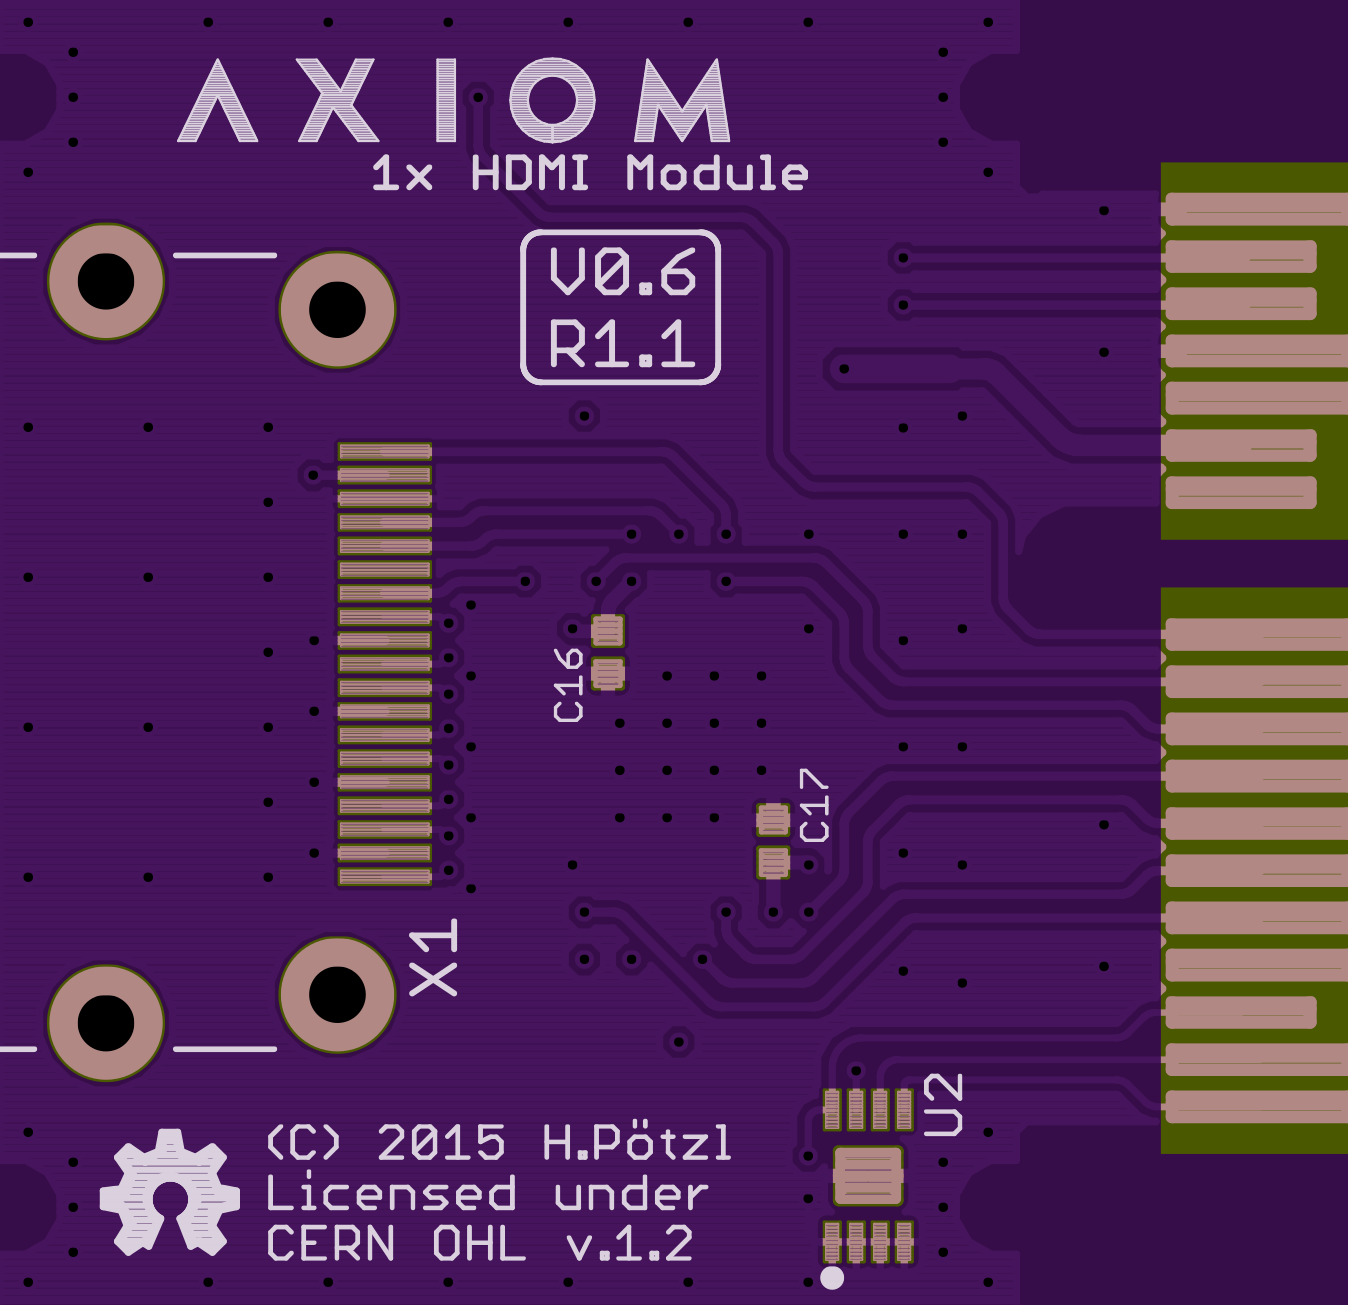 AXIOM
1x HDMI Module
V0.6
R1.1
C16
C17
X1
U2
(C) 2015 H.Pötzl
Licensed under
CERN OHL v.1.2